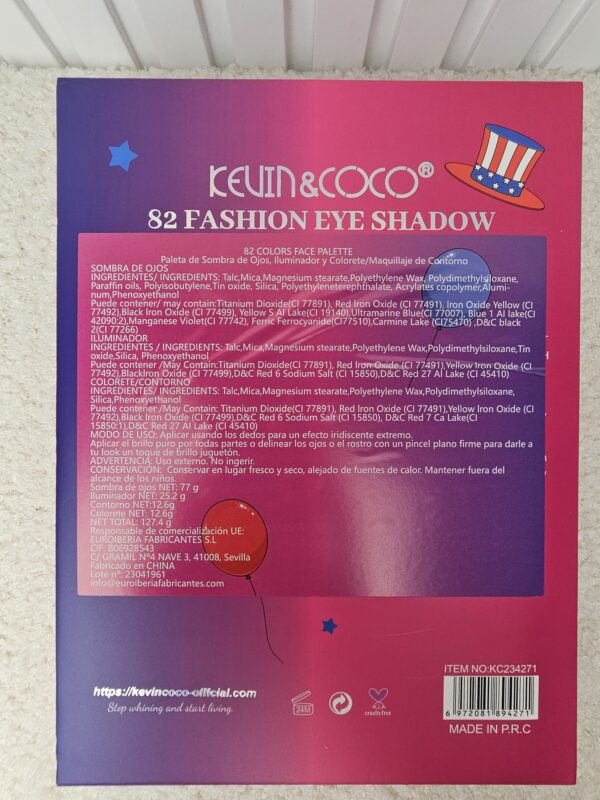 KEVIN&COCO®
82 FASHION EYE SHADOW
82 COLORS FACE PALETTE
Paleta de Sombra de Ojos, Iluminador y Colorete/Maquillaje de Contorno
SOMBRA DE OJOS
INGREDIENTES/ INGREDIENTS: Talc,Mica,Magnesium stearate,Polyethylene Wax, Polydimethylsiloxane,
Paraffin oils, Polyisobutylene,Tin oxide, Silica, Polyethyleneterephthalate, Acrylates copolymer,Alumi-
num,Phenoxyethanol
Puede contener/ may contain:Titanium Dioxide(CI 77891), Red Iron Oxide (CI 77491), Iron Oxide Yellow (CI
77492),Black Iron Oxide (CI 77499), Yellow 5 Al Lake(CI 19140),Ultramarine Blue(CI 77007), Blue 1 Al lake(CI
42090:2),Manganese Violet(CI 77742), Ferric Ferrocyanide(CI77510),Carmine Lake (CI75470) ,D&C black
2(CI 77266)
ILUMINADOR
INGREDIENTES / INGREDIENTS: Talc,Mica,Magnesium stearate,Polyethylene Wax,Polydimethylsiloxane,Tin
oxide,Silica, Phenoxyethanol
Puede contener /May Contain:Titanium Dioxide(CI 77891), Red Iron Oxide (CI 77491),Yellow Iron Oxide (CI
77492),BlackIron Oxide (CI 77499),D&C Red 6 Sodium Salt (CI 15850),D&C Red 27 Al Lake (CI 45410)
COLORETE/CONTORNO
INGREDIENTES/ INGREDIENTS: Talc,Mica,Magnesium stearate,Polyethylene Wax,Polydimethylsiloxane,
Silica,Phenoxyethanol
Puede contener /May Contain: Titanium Dioxide(CI 77891), Red Iron Oxide (CI 77491),Yellow Iron Oxide (CI
77492),Black Iron Oxide (CI 77499),D&C Red 6 Sodium Salt (CI 15850), D&C Red 7 Ca Lake(CI
15850:1),D&C Red 27 Al Lake (CI 45410)
MODO DE USO: Aplicar usando los dedos para un efecto iridiscente extremo.
Aplicar el brillo puro por todas partes o delinear los ojos o el rostro con un pincel plano firme para darle a
tu look un toque de brillo juguetón.
ADVERTENCIA: Uso externo. No ingerir.
CONSERVACIÓN: Conservar en lugar fresco y seco, alejado de fuentes de calor. Mantener fuera del
alcance de los niños.
Sombra de ojos NET: 77 g
Iluminador NET: 25.2 g
Contorno NET:12.6g
Colorete NET: 12.6g
NET TOTAL: 127.4 g
Responsable de comercialización UE:
EUROIBERIA FABRICANTES S.L
CIF: B06928543
C/ GRAMIL Nº4 NAVE 3, 41008, Sevilla
Fabricado en CHINA
Lote nº: 23041961
info@euroiberiafabricantes.com
https://kevincoco-official.com
Stop whining and start living.
24M
crueltyfree
ITEM NO:KC234271
6 972081 894271
MADE IN P.R.C